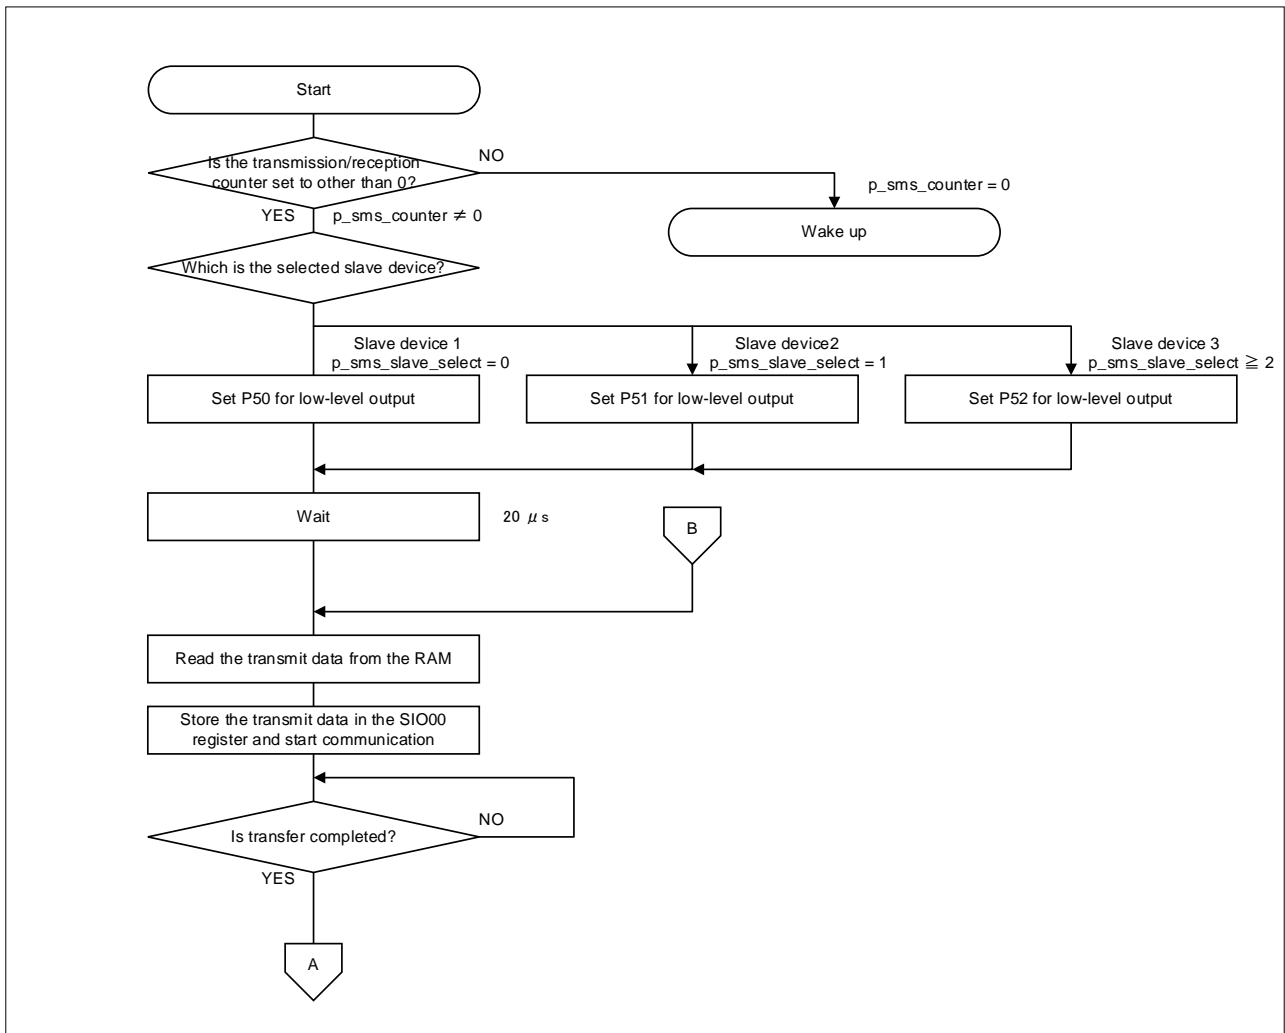 Start
Is the transmission/reception
counter set to other than 0?
NO
p_sms_counter = 0
Wake up
YES
p_sms_counter ≠ 0
Which is the selected slave device?
Slave device 1
p_sms_slave_select = 0
Slave device2
p_sms_slave_select = 1
Slave device 3
p_sms_slave_select ≧ 2
Set P50 for low-level output
Set P51 for low-level output
Set P52 for low-level output
Wait
20 μs
B
Read the transmit data from the RAM
Store the transmit data in the SIO00
register and start communication
Is transfer completed?
NO
YES
A